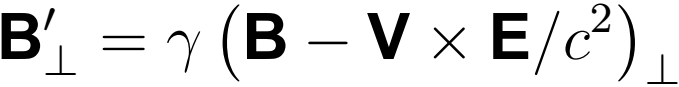 𝐁′⊥ = γ (𝐁 − 𝐕 × 𝐄/c²)⊥